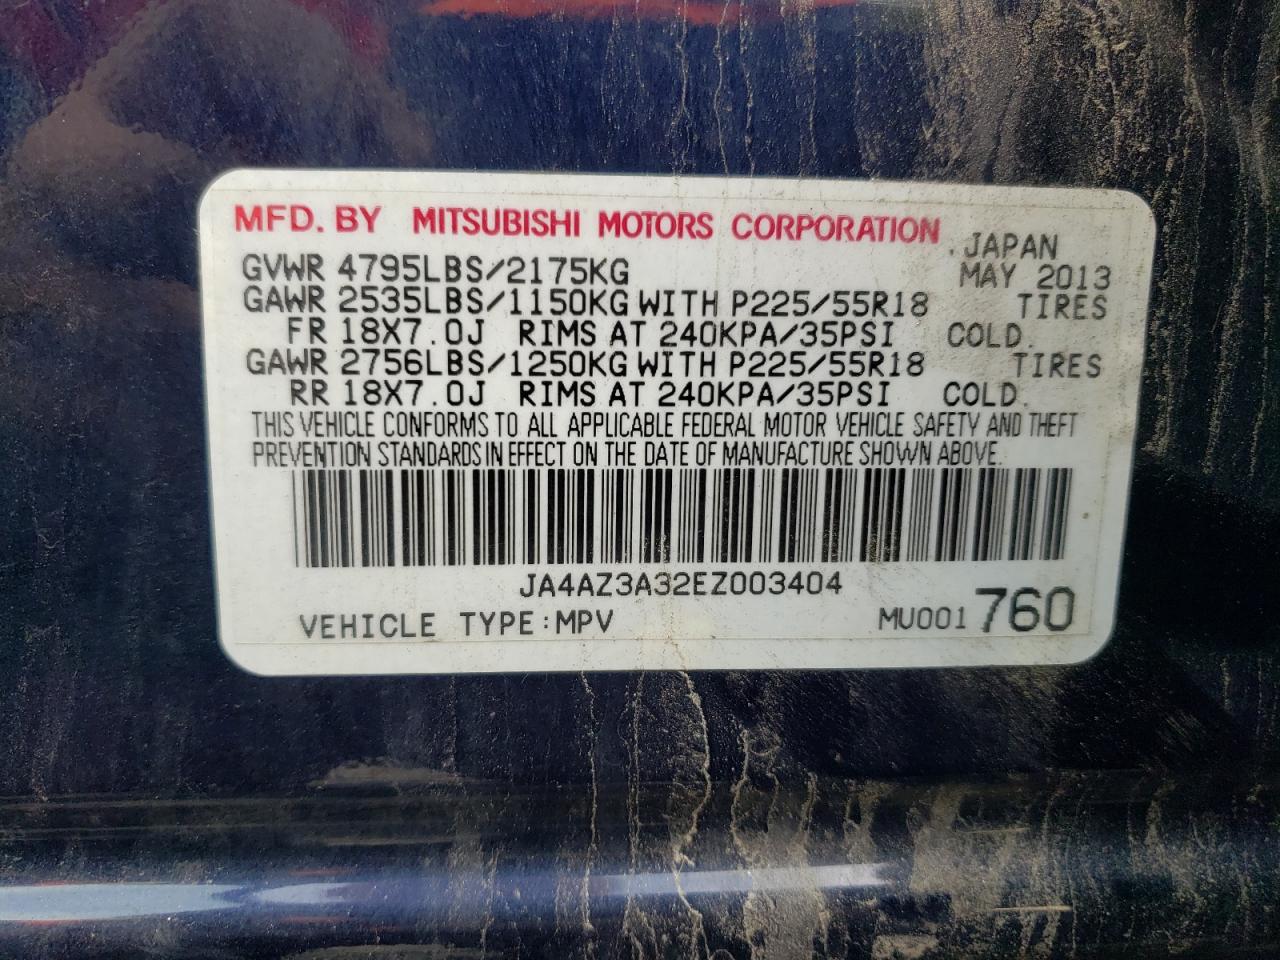 MFD. BY MITSUBISHI MOTORS CORPORATION JAPAN
GVWR 4795LBS/2175KG MAY 2013
GAWR 2535LBS/1150KG WITH P225/55R18 TIRES
FR 18X7.0J RIMS AT 240KPA/35PSI COLD.
GAWR 2756LBS/1250KG WITH P225/55R18 TIRES
RR 18X7.0J RIMS AT 240KPA/35PSI COLD.
THIS VEHICLE CONFORMS TO ALL APPLICABLE FEDERAL MOTOR VEHICLE SAFETY AND THEFT
PREVENTION STANDARDS IN EFFECT ON THE DATE OF MANUFACTURE SHOWN ABOVE.
JA4AZ3A32EZ003404
VEHICLE TYPE:MPV MU001 760